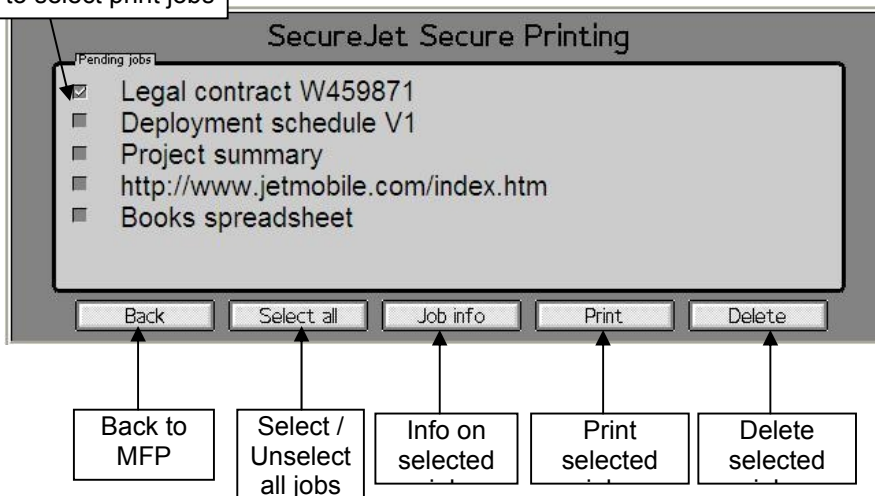 to select print jobs
SecureJet Secure Printing
Pending jobs
Legal contract W459871
Deployment schedule V1
Project summary
http://www.jetmobile.com/index.htm
Books spreadsheet
Back
Select all
Job info
Print
Delete
Back to
MFP
Select /
Unselect
all jobs
Info on
selected
Print
selected
Delete
selected